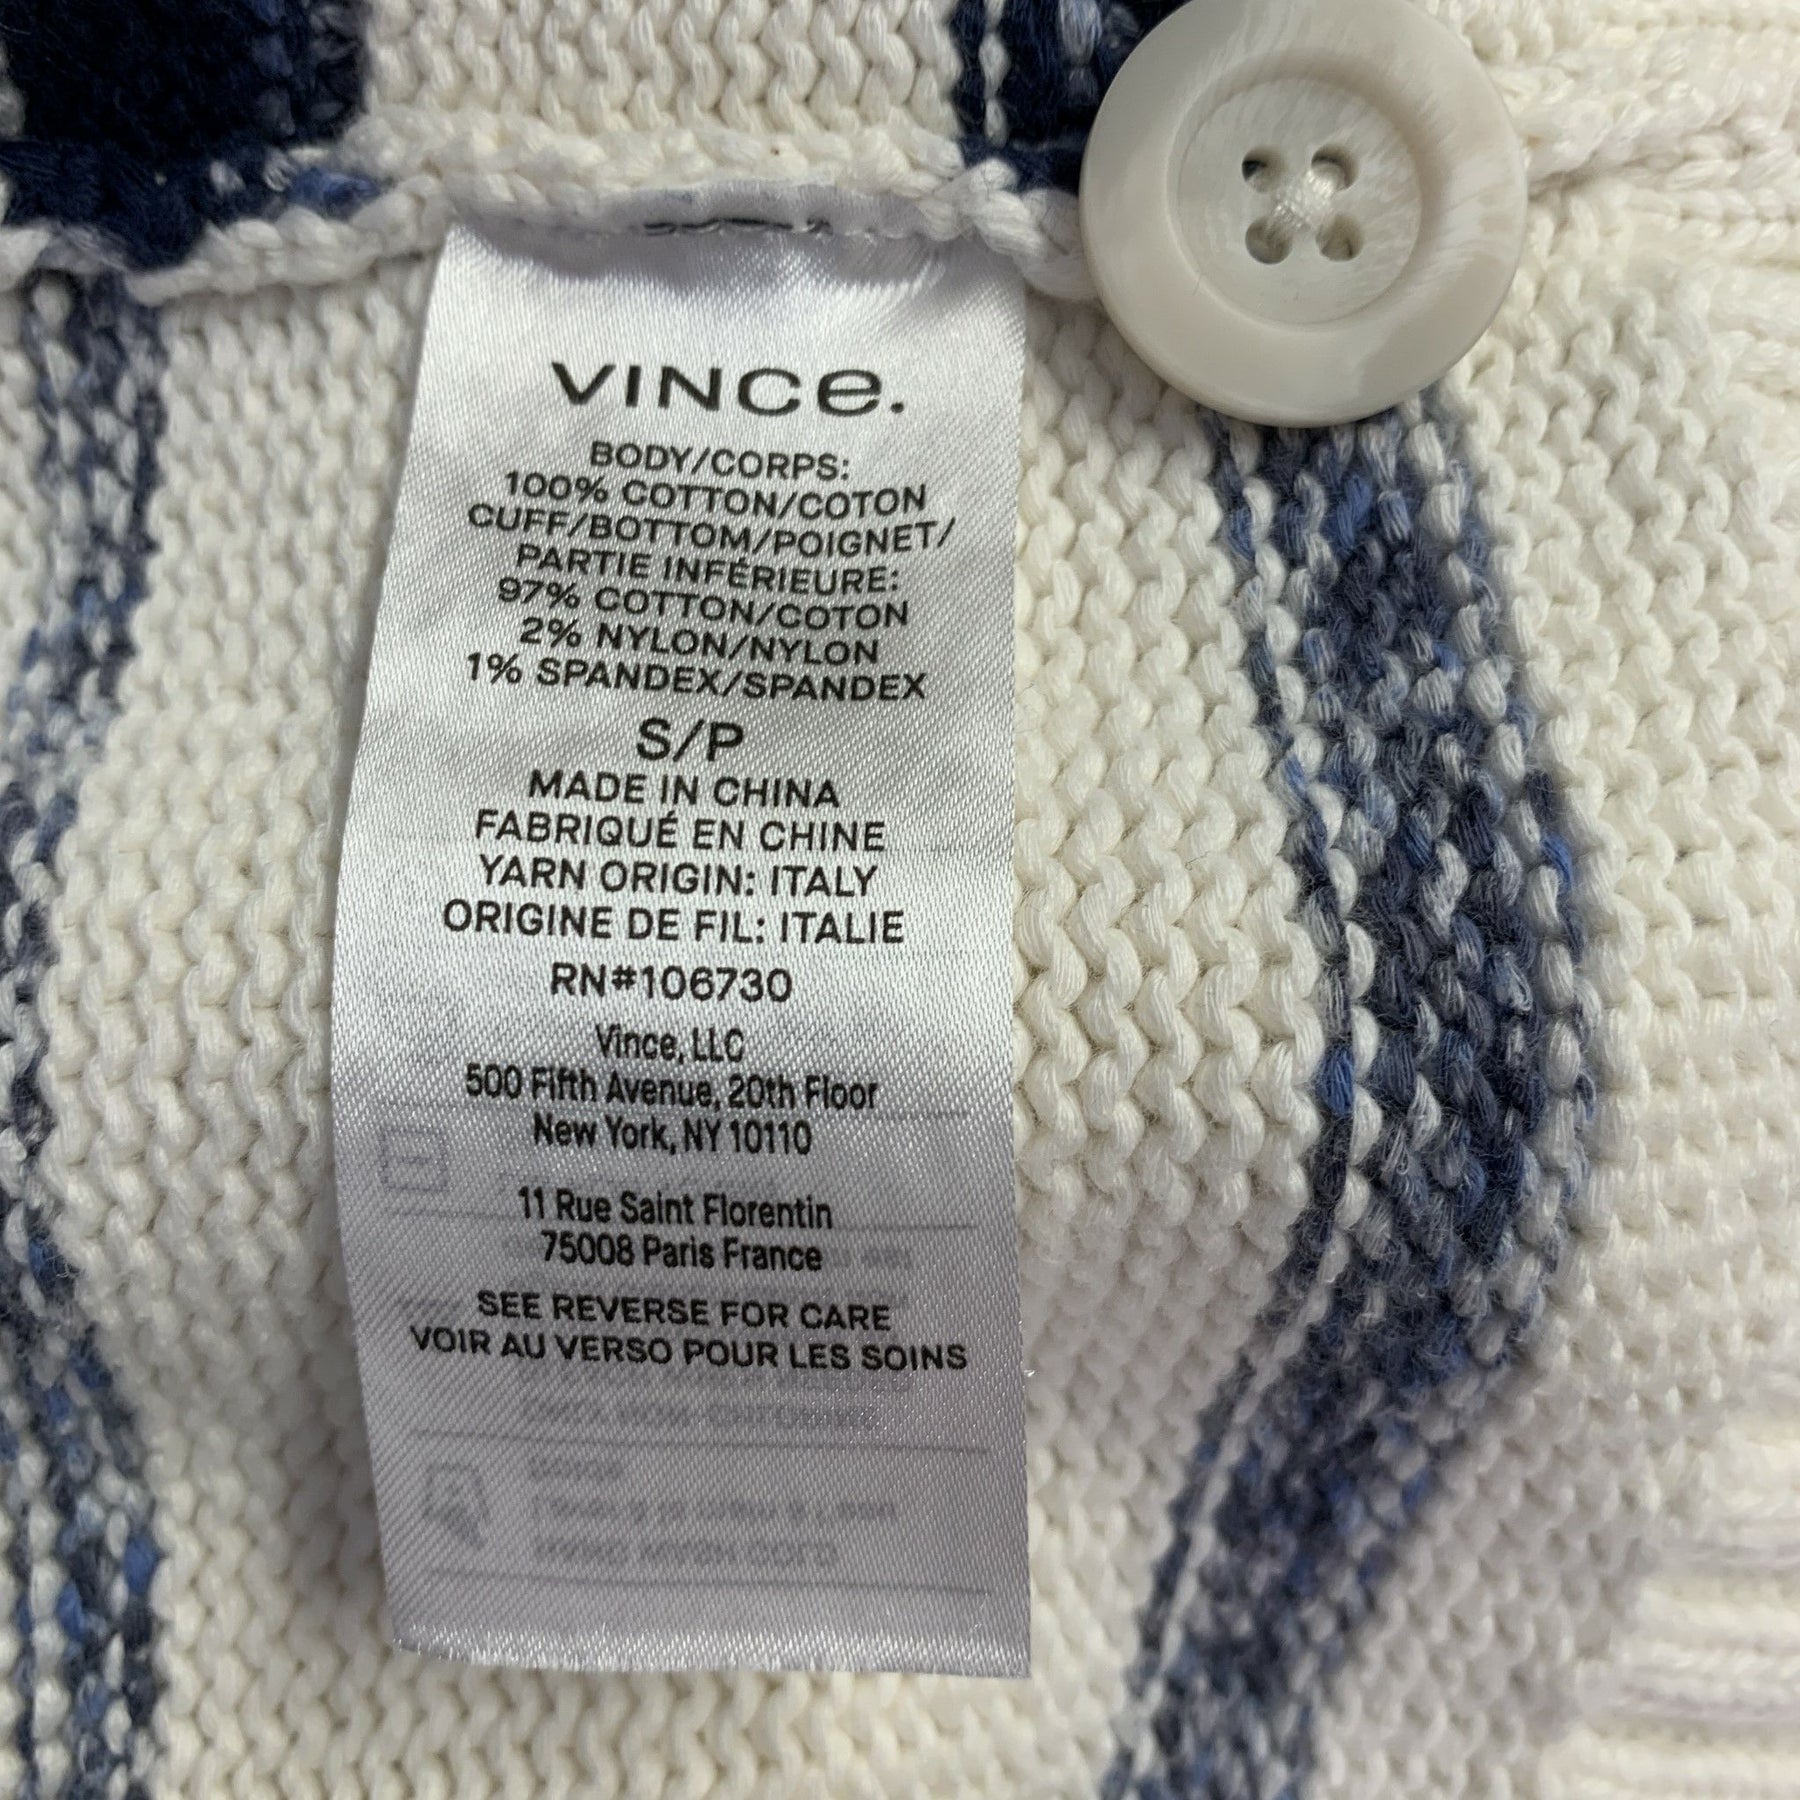 VINCe.
BODY/CORPS:
100% COTTON/COTON
CUFF/BOTTOM/POIGNET/
PARTIE INFÉRIEURE:
97% COTTON/COTON
2% NYLON/NYLON
1% SPANDEX/SPANDEX
S/P
MADE IN CHINA
FABRIQUÉ EN CHINE
YARN ORIGIN: ITALY
ORIGINE DE FIL: ITALIE
RN#106730
Vince, LLC
500 Fifth Avenue, 20th Floor
New York, NY 10110
11 Rue Saint Florentin
75008 Paris France
SEE REVERSE FOR CARE
VOIR AU VERSO POUR LES SOINS